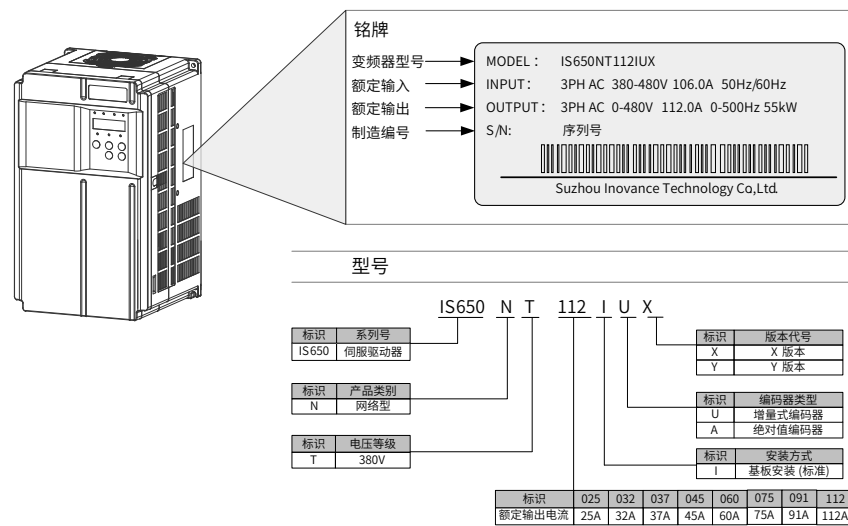 铭牌
变频器型号 MODEL： IS650NT112IUX
额定输入 INPUT： 3PH AC 380-480V 106.0A 50Hz/60Hz
额定输出 OUTPUT： 3PH AC 0-480V 112.0A 0-500Hz 55kW
制造编号 S/N: 序列号
Suzhou Inovance Technology Co,Ltd.
型号
IS650 N T 112 I U X
标识 系列号
IS650 伺服驱动器
标识 产品类别
N 网络型
标识 电压等级
T 380V
标识 版本代号
X X 版本
Y Y 版本
标识 编码器类型
U 增量式编码器
A 绝对值编码器
标识 安装方式
I 基板安装 (标准)
标识 025 032 037 045 060 075 091 112
额定输出电流 25A 32A 37A 45A 60A 75A 91A 112A